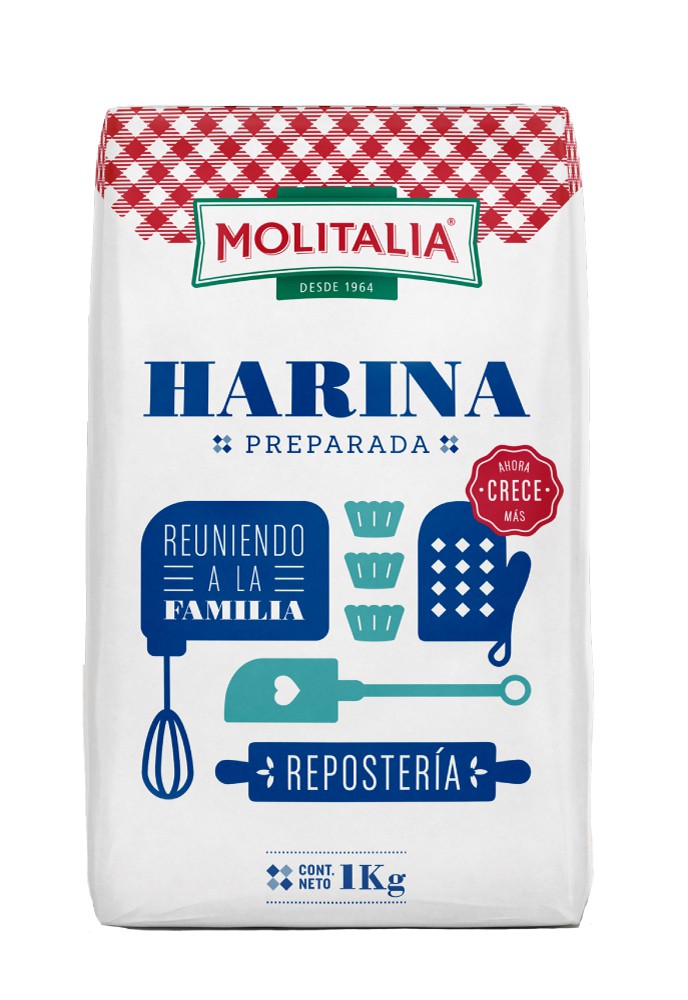 MOLITALIA®
DESDE 1964
HARINA
PREPARADA
AHORA
CRECE
MÁS
REUNIENDO
A LA
FAMILIA
REPOSTERÍA
CONT.
NETO
1Kg